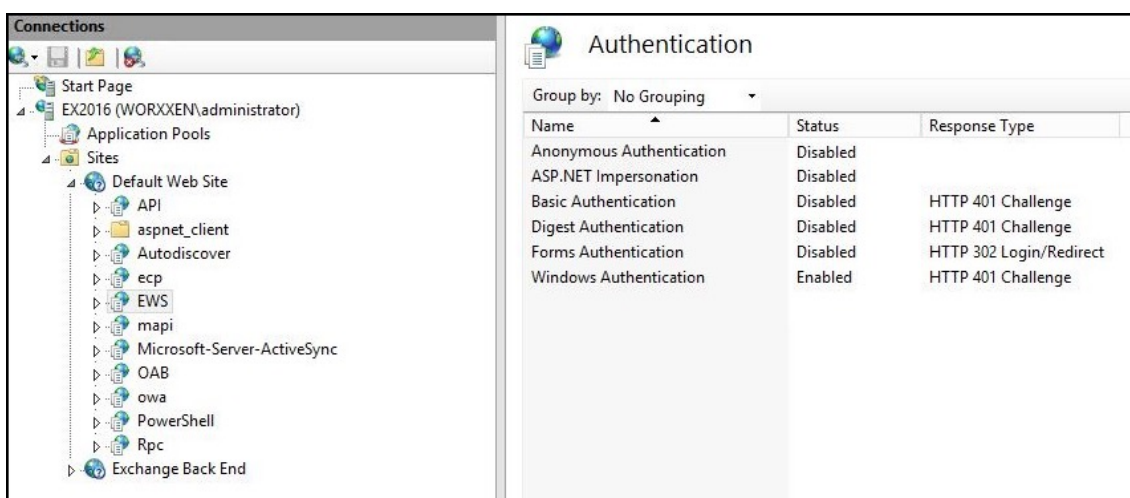 Connections
Start Page
EX2016 (WORXXEN\administrator)
Application Pools
Sites
Default Web Site
API
aspnet_client
Autodiscover
ecp
EWS
mapi
Microsoft-Server-ActiveSync
OAB
owa
PowerShell
Rpc
Exchange Back End
Authentication
Group by: No Grouping
Name Status Response Type
Anonymous Authentication Disabled
ASP.NET Impersonation Disabled
Basic Authentication Disabled HTTP 401 Challenge
Digest Authentication Disabled HTTP 401 Challenge
Forms Authentication Disabled HTTP 302 Login/Redirect
Windows Authentication Enabled HTTP 401 Challenge